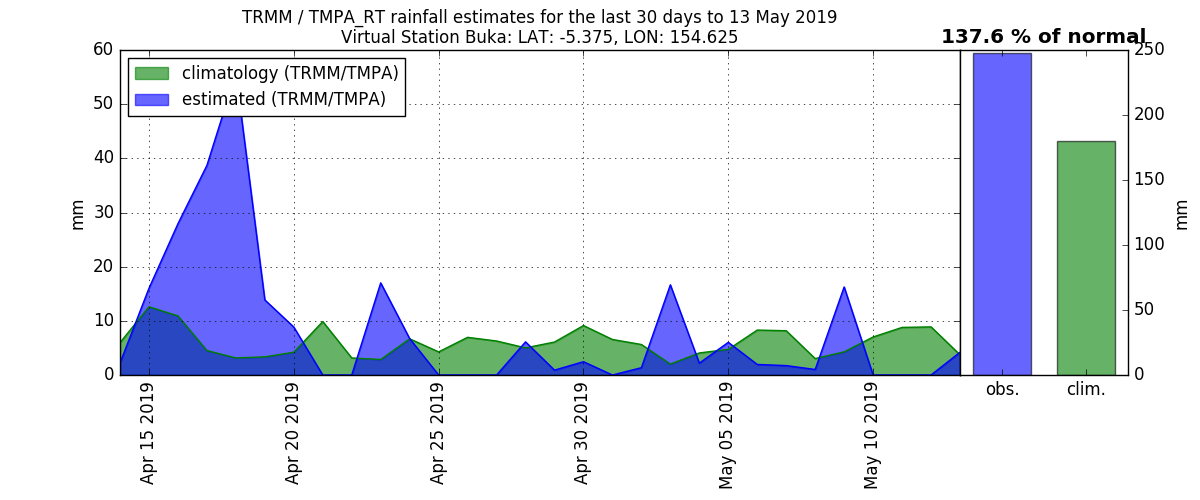 TRMM / TMPA_RT rainfall estimates for the last 30 days to 13 May 2019
Virtual Station Buka: LAT: -5.375, LON: 154.625
137.6 % of normal
climatology (TRMM/TMPA)
estimated (TRMM/TMPA)
60
50
40
30
20
10
0
mm
Apr 15 2019
Apr 20 2019
Apr 25 2019
Apr 30 2019
May 05 2019
May 10 2019
250
200
150
100
50
0
mm
obs.
clim.